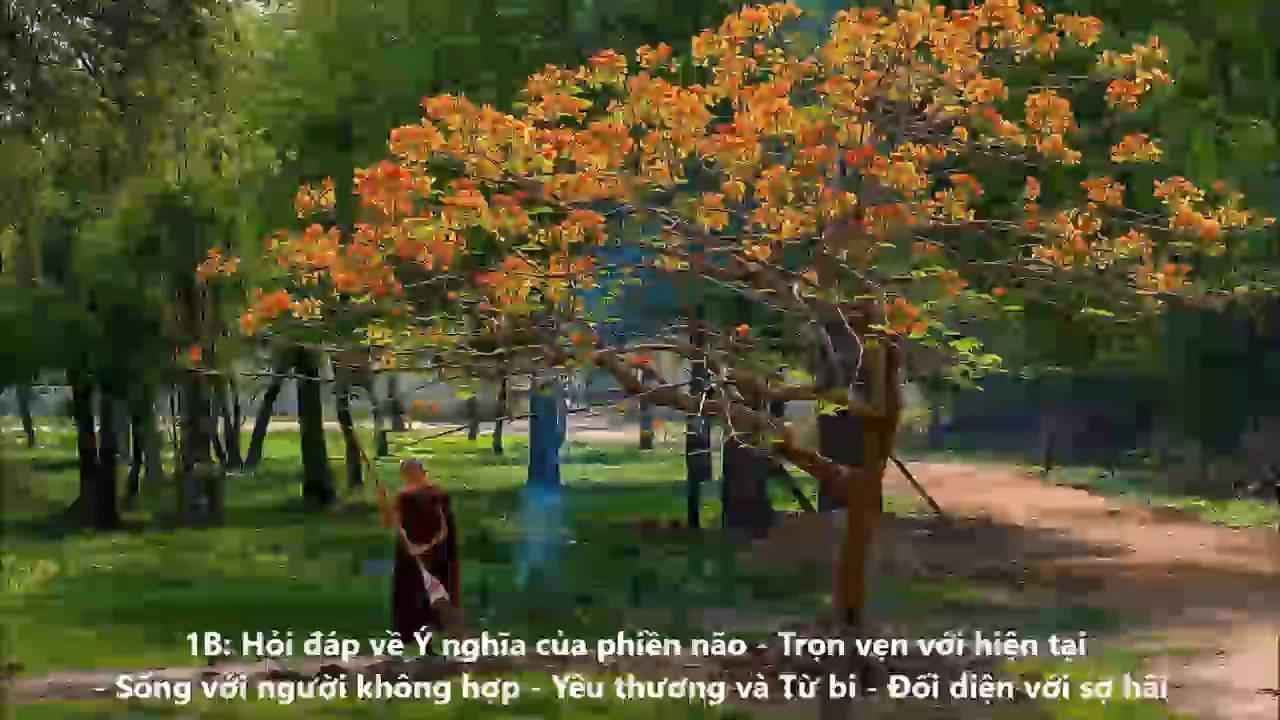 1B: Hỏi đáp về Ý nghĩa của phiền não - Trọn vẹn với hiện tại
- Sống với người không hợp - Yêu thương và Từ bi - Đối diện với sợ hãi